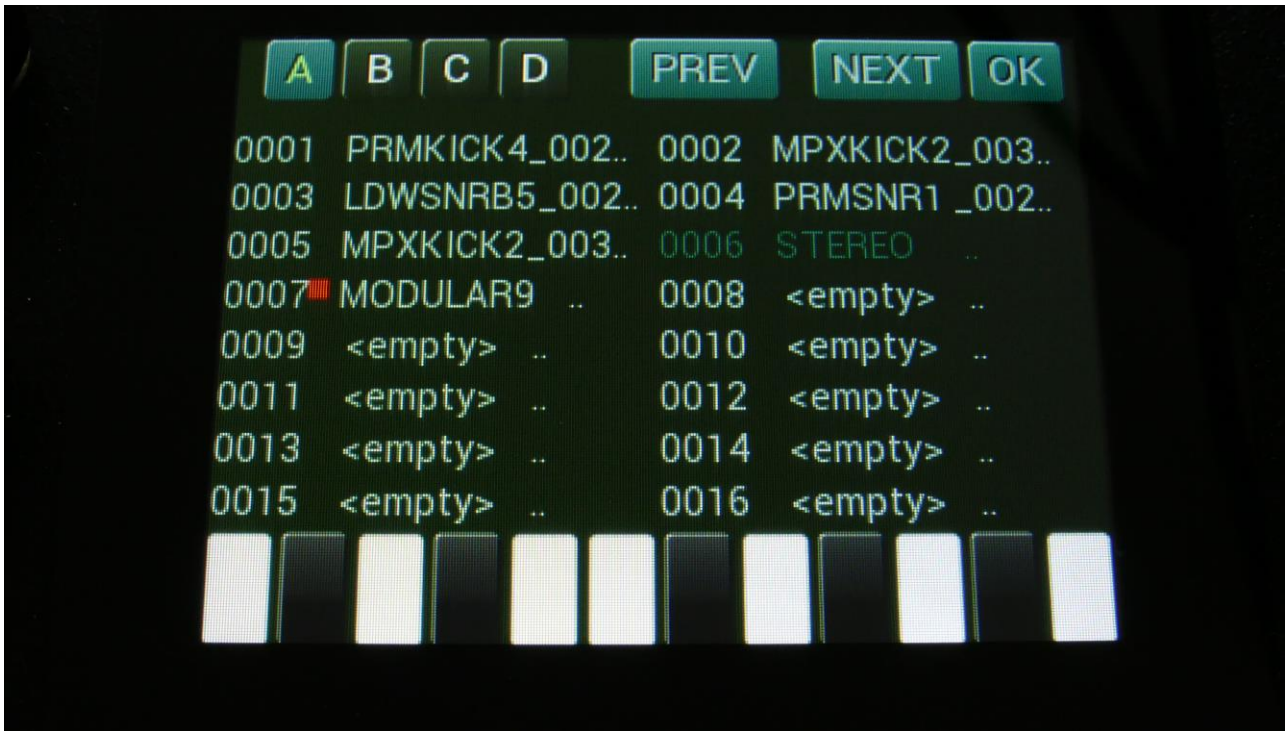 A B C D PREV NEXT OK
0001 PRMKICK4_002.. 0002 MPXKICK2_003..
0003 LDWSNRB5_002.. 0004 PRMSNR1 _002..
0005 MPXKICK2_003.. 0006 STEREO ..
0007 MODULAR9 .. 0008 <empty> ..
0009 <empty> .. 0010 <empty> ..
0011 <empty> .. 0012 <empty> ..
0013 <empty> .. 0014 <empty> ..
0015 <empty> .. 0016 <empty> ..